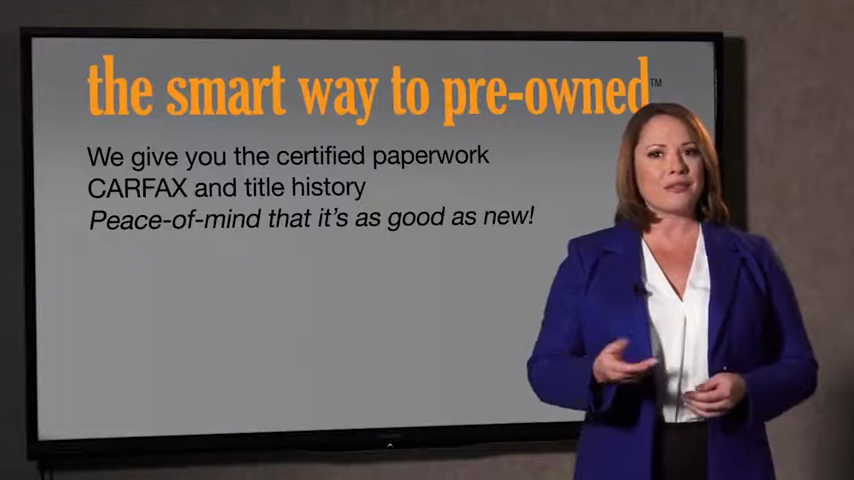 the smart way to pre-owned™
We give you the certified paperwork
CARFAX and title history
Peace-of-mind that it's as good as new!